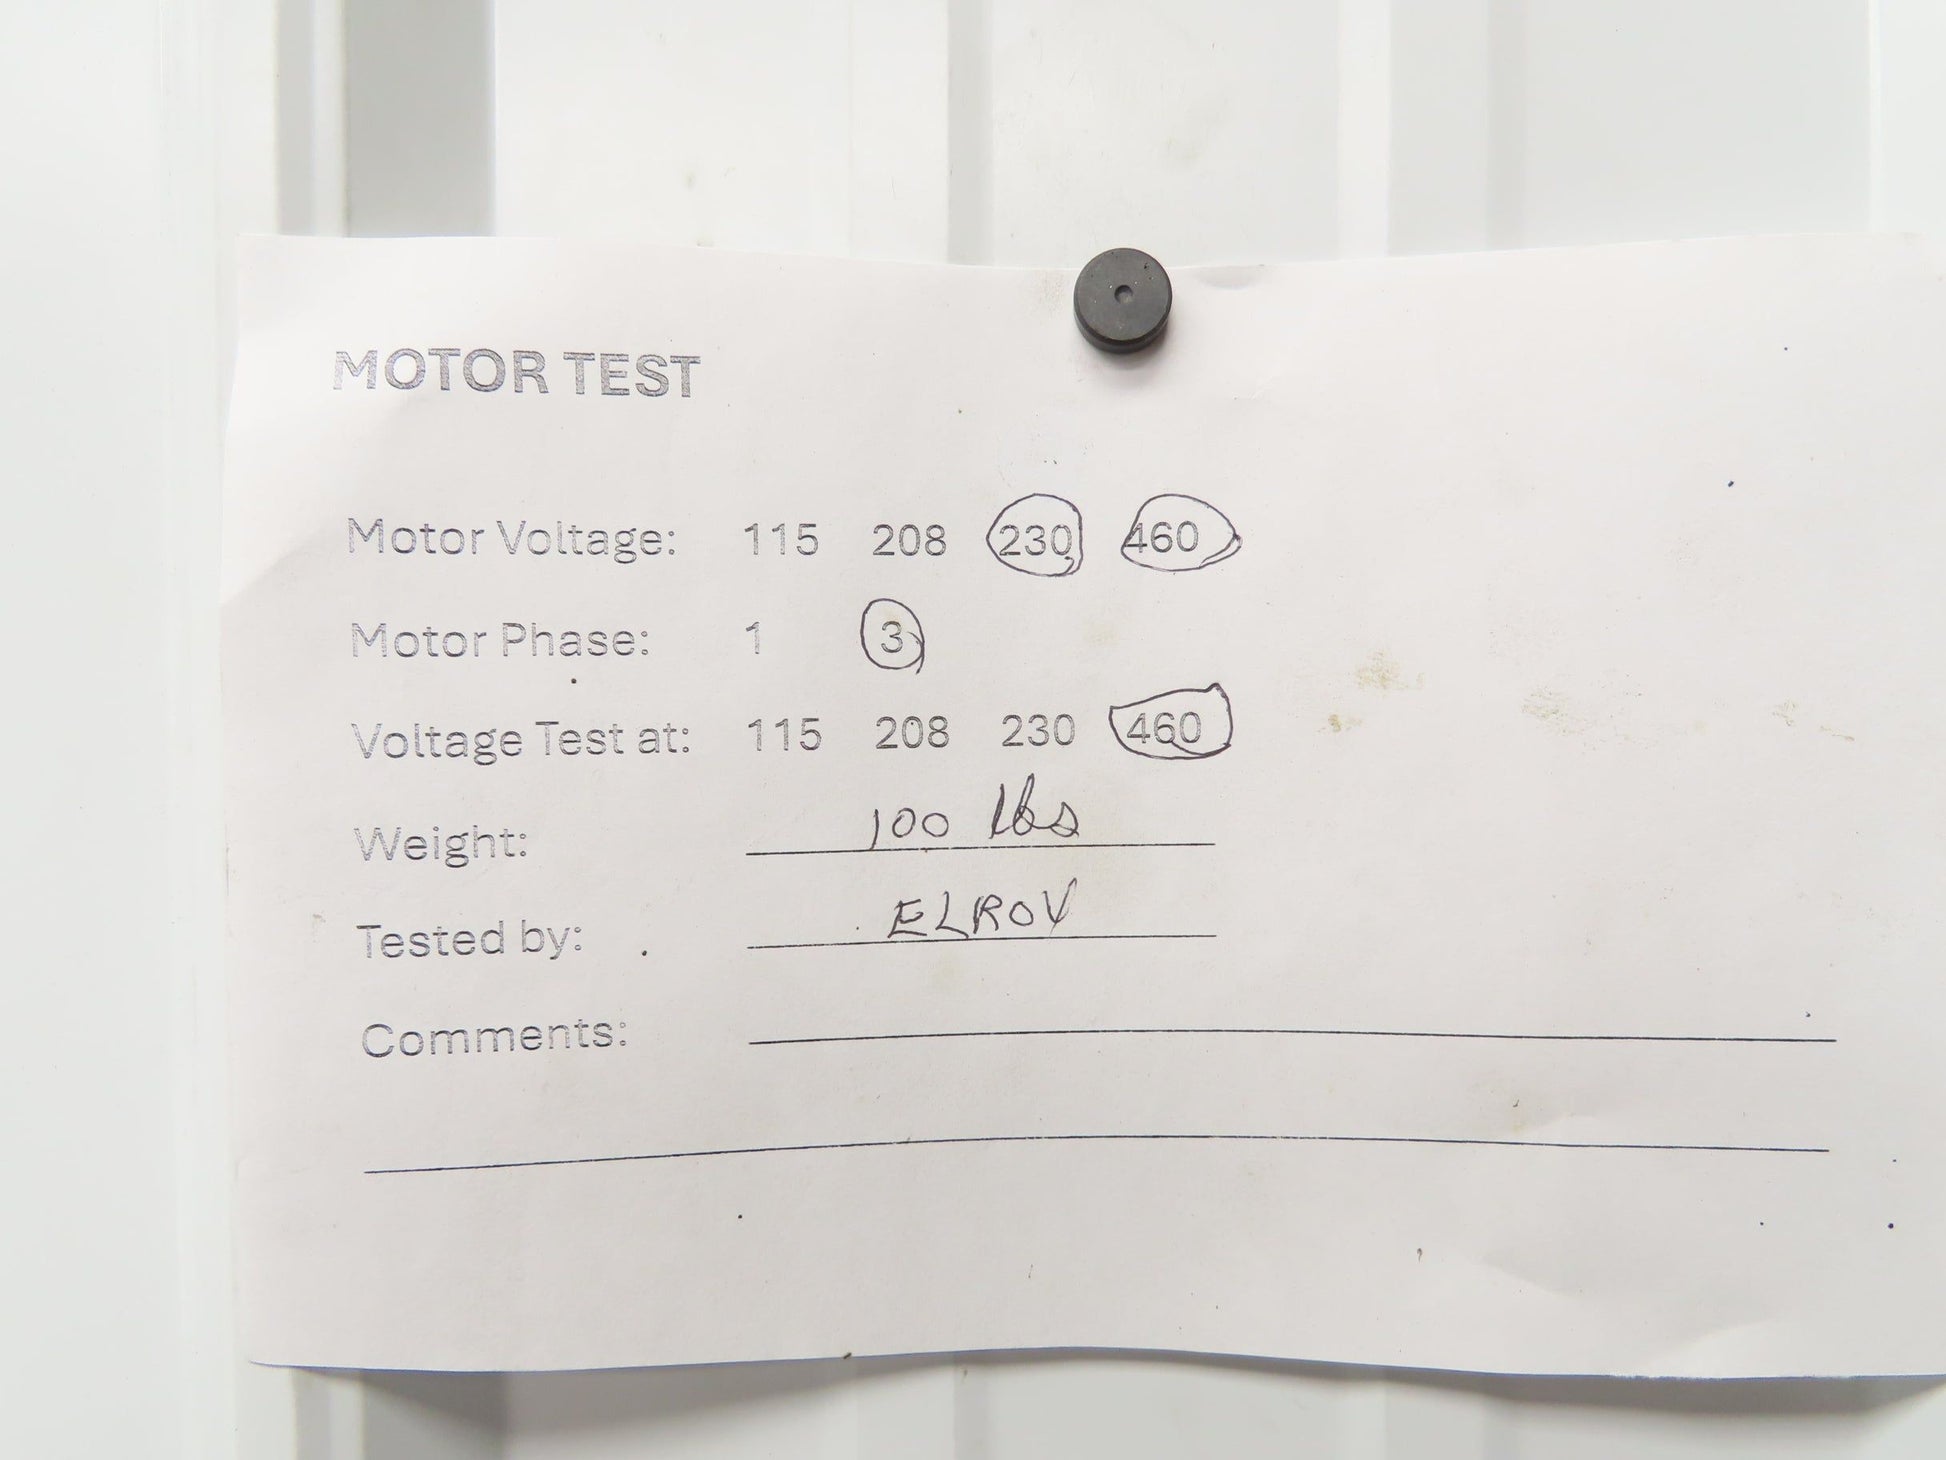 MOTOR TEST
Motor Voltage: 115 208 230 460
Motor Phase: 1 3
Voltage Test at: 115 208 230 460
Weight: 100 lbs
Tested by: ELROY
Comments: